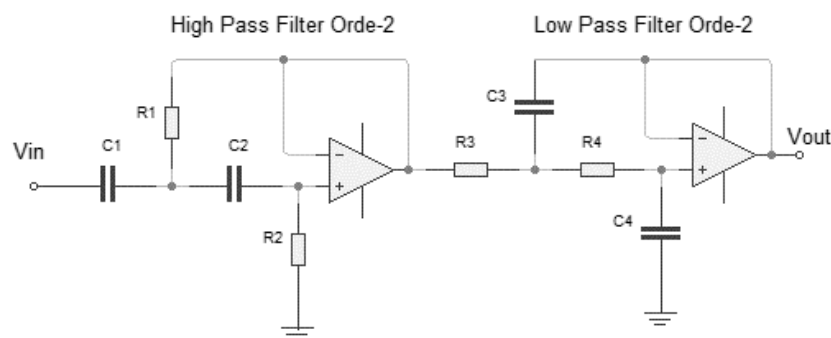 High Pass Filter Orde-2
Low Pass Filter Orde-2
R1
C3
C1
C2
R3
R4
Vin
Vout
−
+
−
+
R2
C4